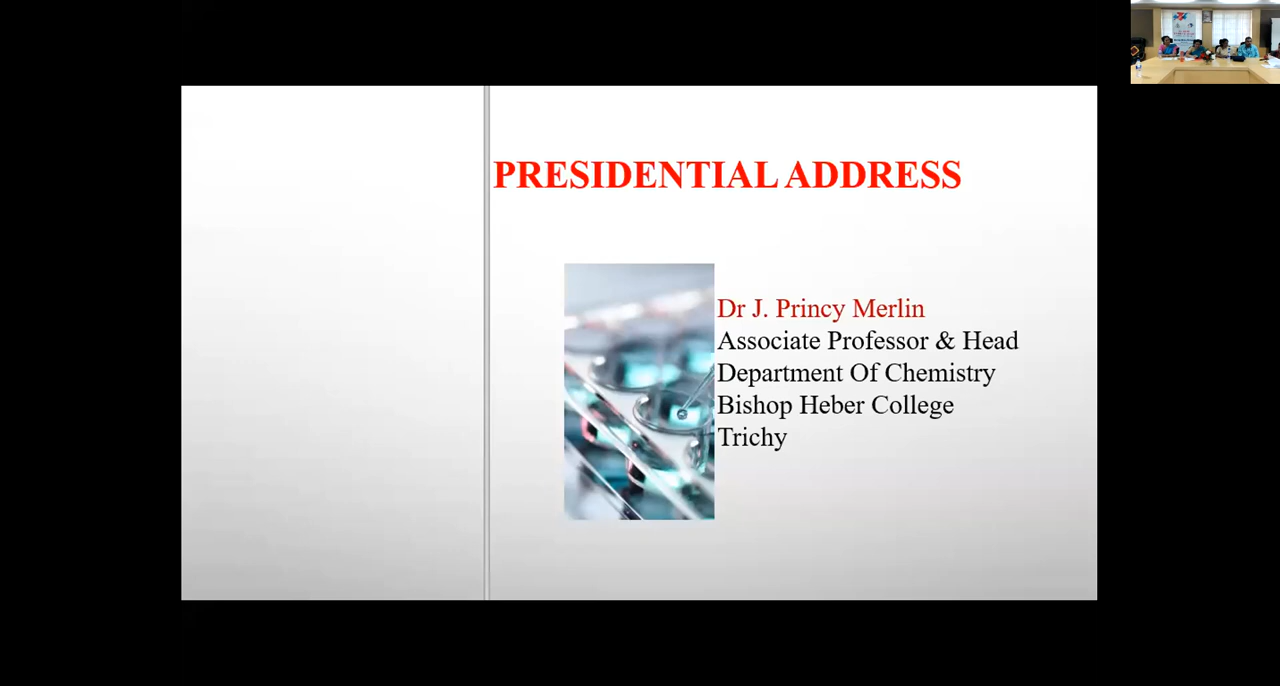 PRESIDENTIAL ADDRESS
Dr J. Princy Merlin
Associate Professor & Head
Department Of Chemistry
Bishop Heber College
Trichy